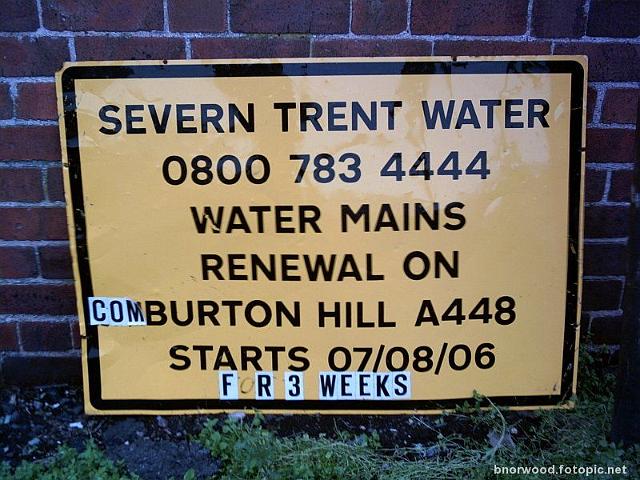 SEVERN TRENT WATER
0800 783 4444
WATER MAINS
RENEWAL ON
COMBURTON HILL A448
STARTS 07/08/06
F R 3 WEEKS
bnorwood.fotopic.net